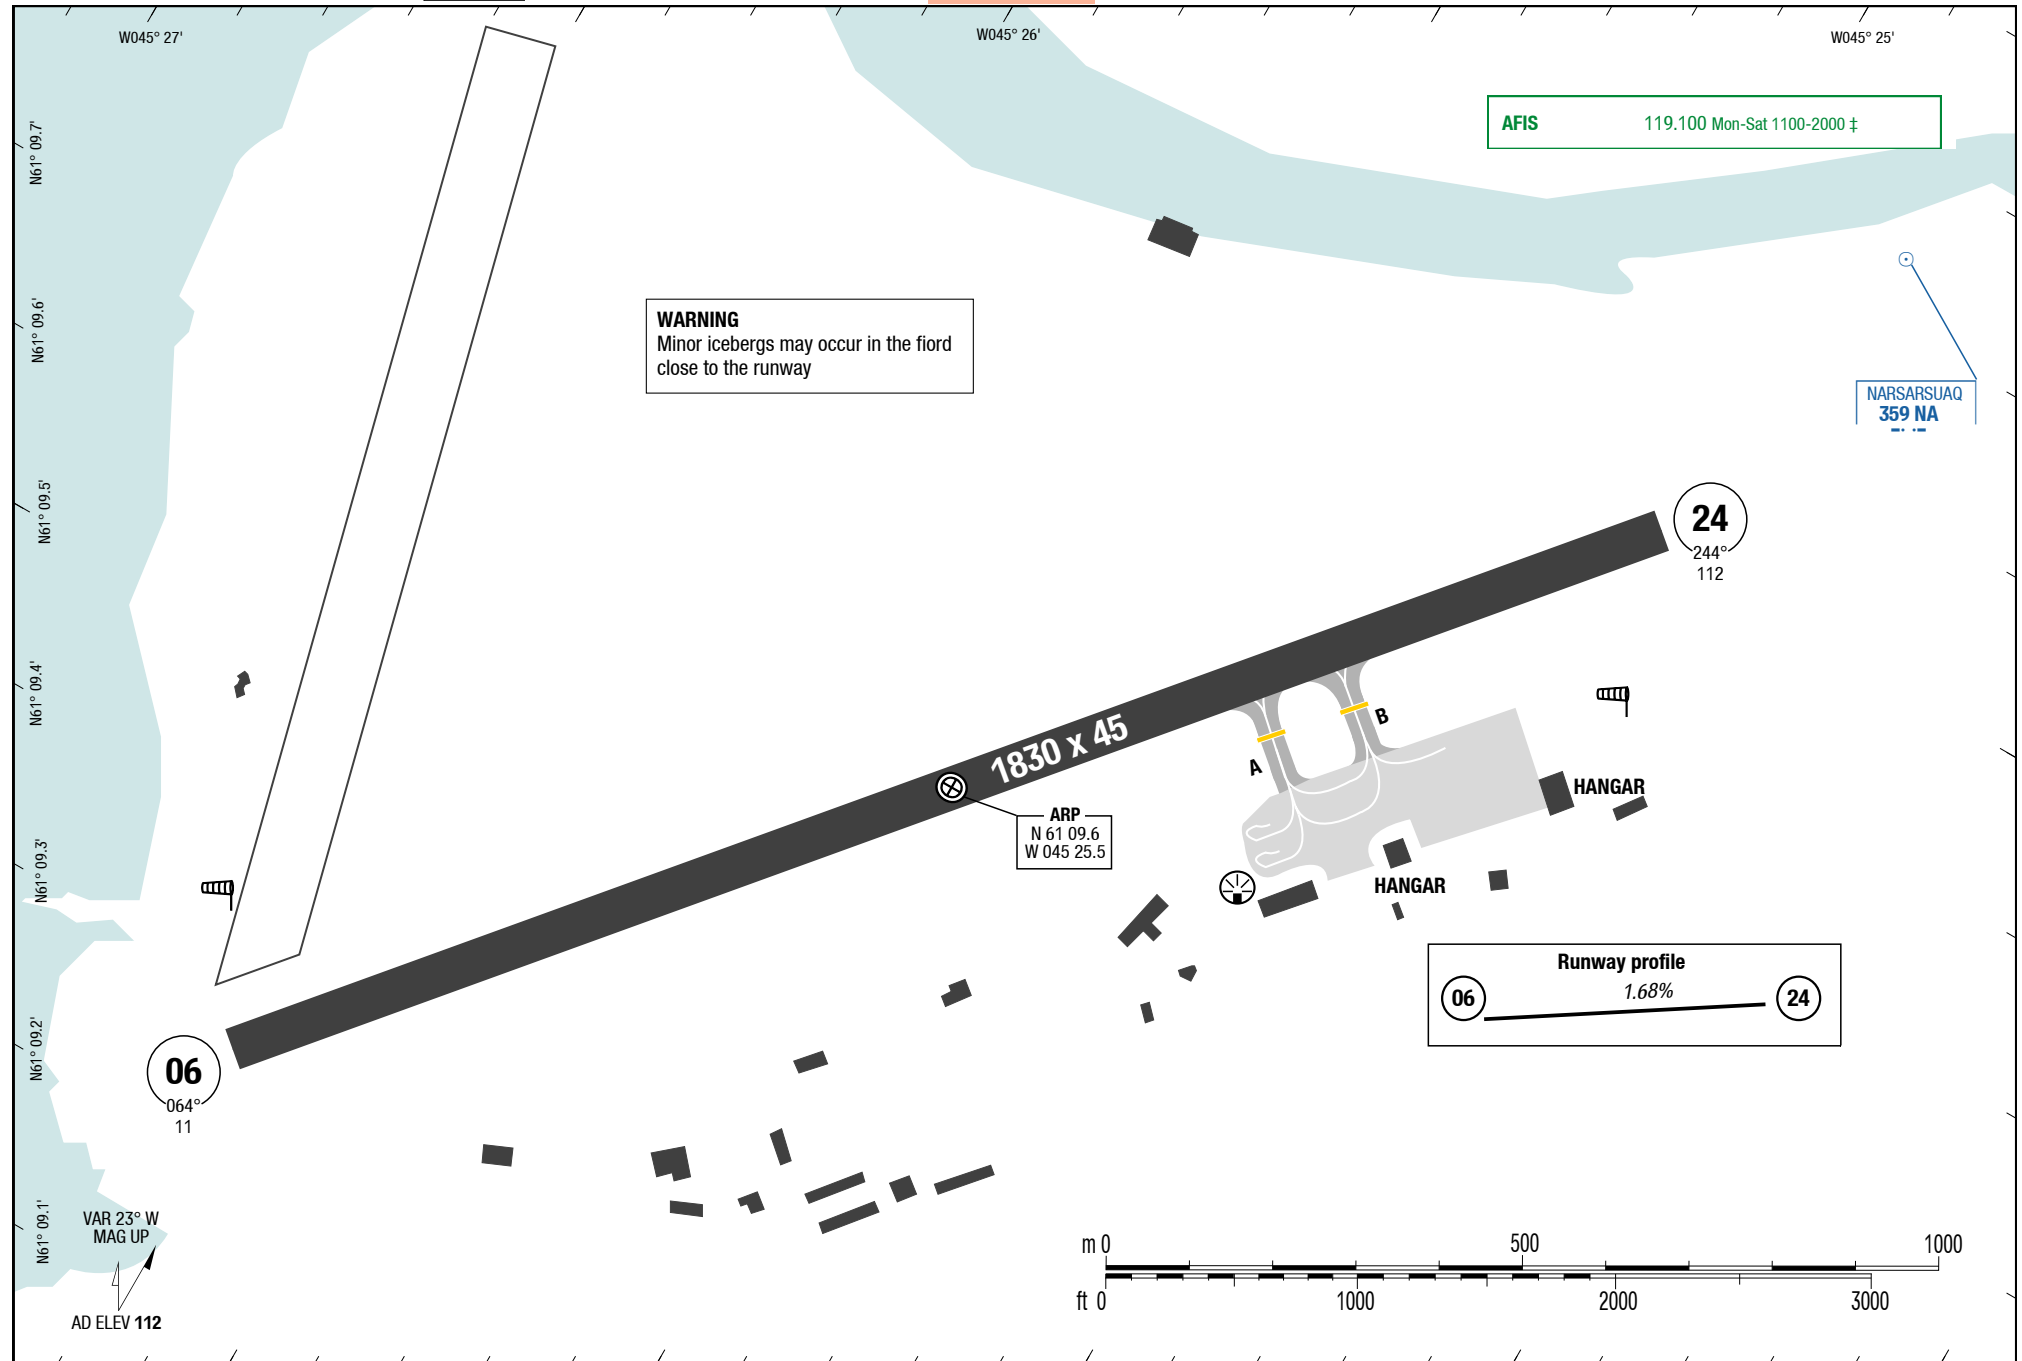 W045° 27'
W045° 26'
W045° 25'
AFIS 119.100 Mon-Sat 1100-2000 ‡
N61° 09.7'
N61° 09.6'
N61° 09.5'
N61° 09.4'
N61° 09.3'
N61° 09.2'
N61° 09.1'
WARNING
Minor icebergs may occur in the fiord
close to the runway
NARSARSUAQ
359 NA
24
244°
112
1830 x 45
A
B
ARP
N 61 09.6
W 045 25.5
HANGAR
HANGAR
Runway profile
1.68%
06
24
06
064°
11
VAR 23° W
MAG UP
AD ELEV 112
m 0 500 1000
ft 0 1000 2000 3000